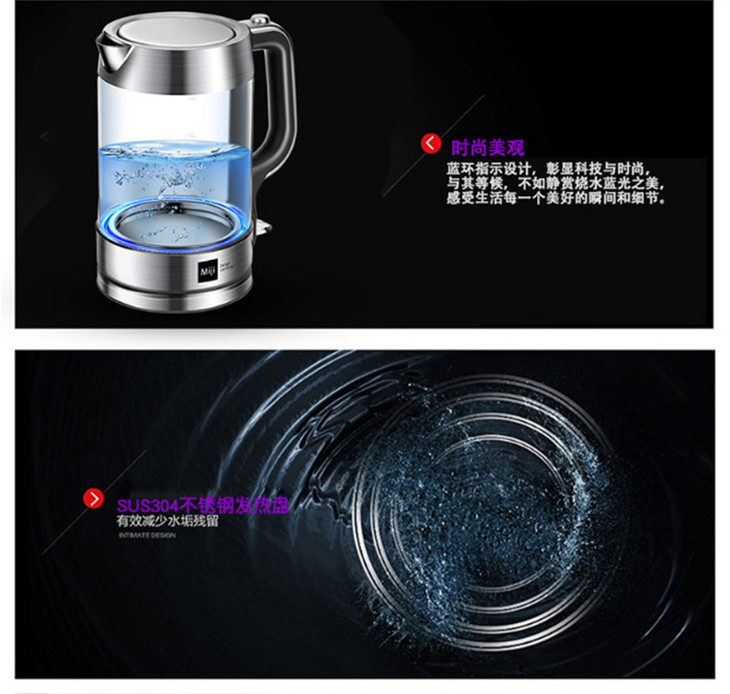 时尚美观
蓝环指示设计，彰显科技与时尚，
与其等候，不如静赏烧水蓝光之美，
感受生活每一个美好的瞬间和细节。
Miji
SUS304不锈钢发热盘
有效减少水垢残留
INTIMATE DESIGN